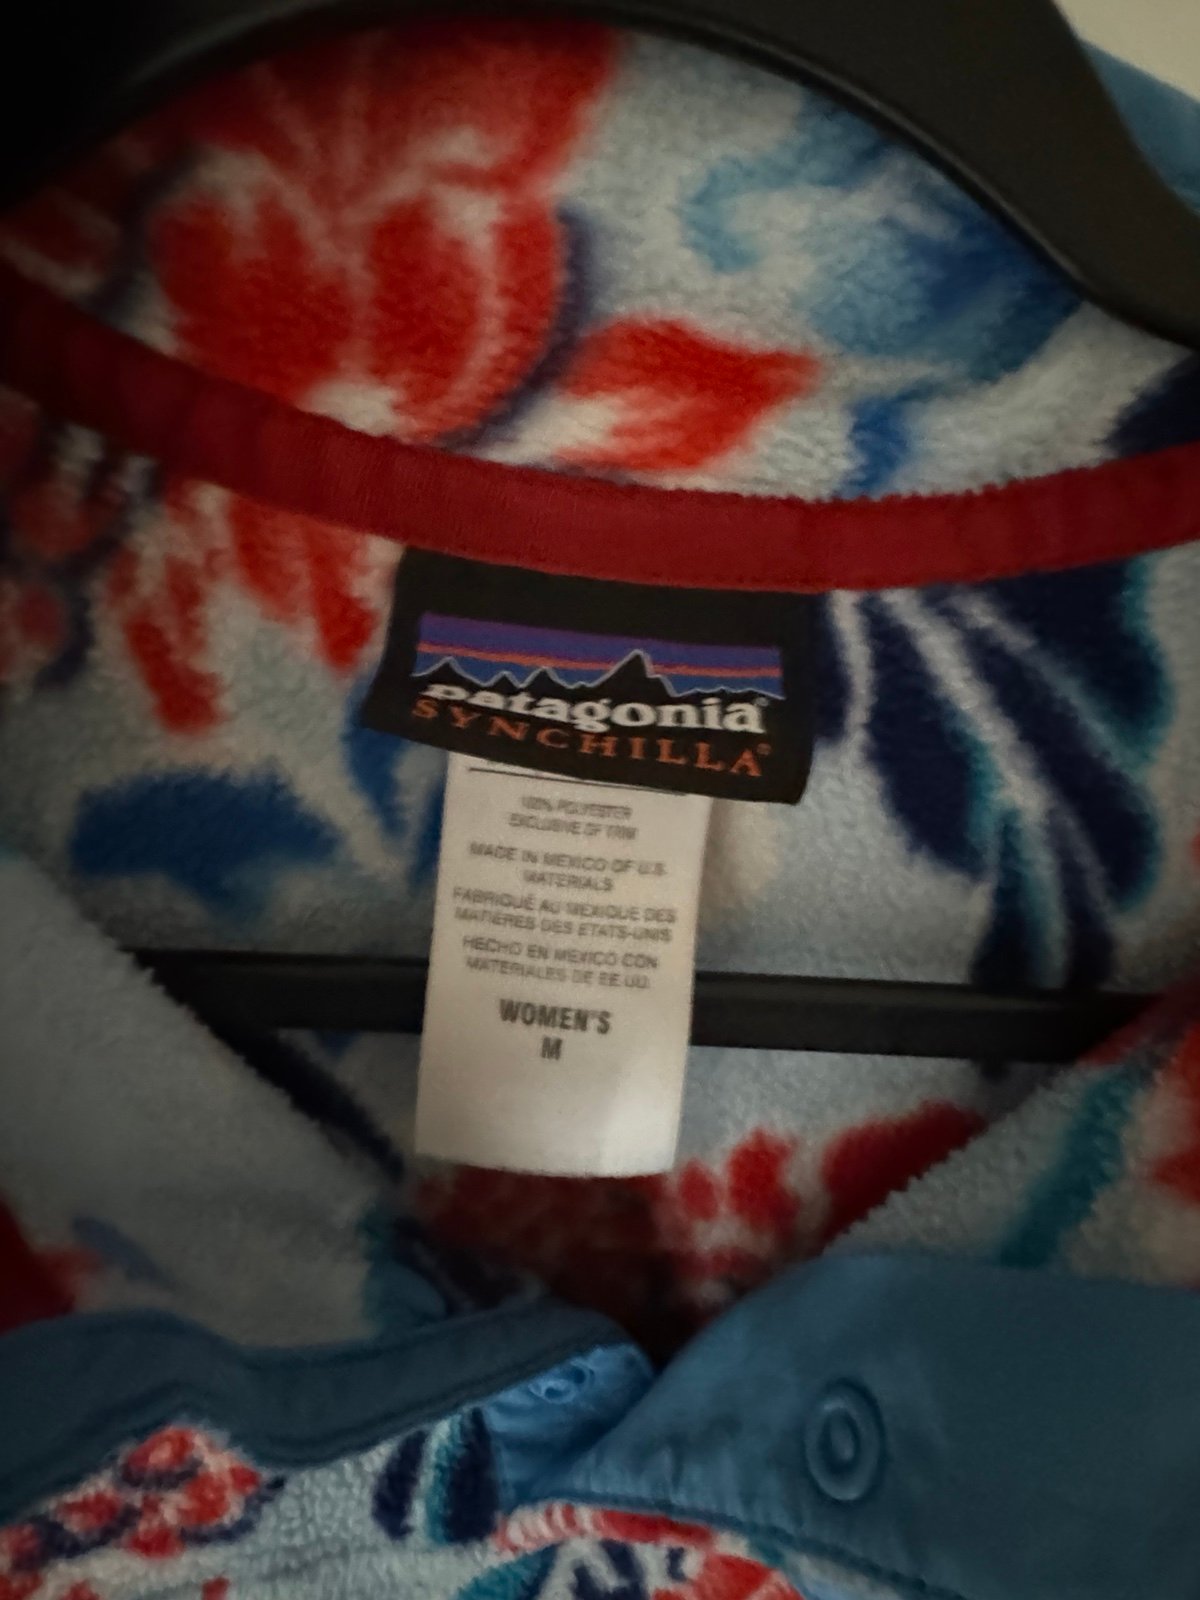 patagonia®
SYNCHILLA®
100% POLYESTER
EXCLUSIVE OF TRIM
MADE IN MEXICO OF U.S.
MATERIALS
FABRIQUÉ AU MEXIQUE DES
MATIÈRES DES ÉTATS-UNIS
HECHO EN MEXICO CON
MATERIALES DE EE.UU.
WOMEN'S
M